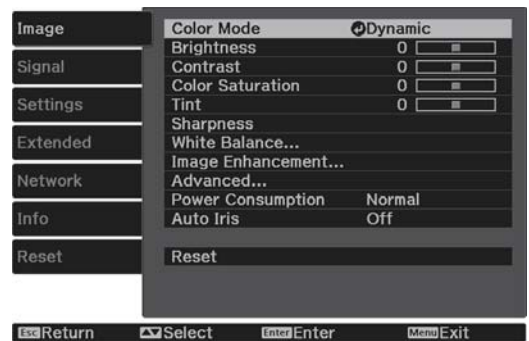 Image
Signal
Settings
Extended
Network
Info
Reset
Color Mode Dynamic
Brightness 0
Contrast 0
Color Saturation 0
Tint 0
Sharpness
White Balance...
Image Enhancement...
Advanced...
Power Consumption Normal
Auto Iris Off
Reset
Esc Return Select Enter Enter Menu Exit